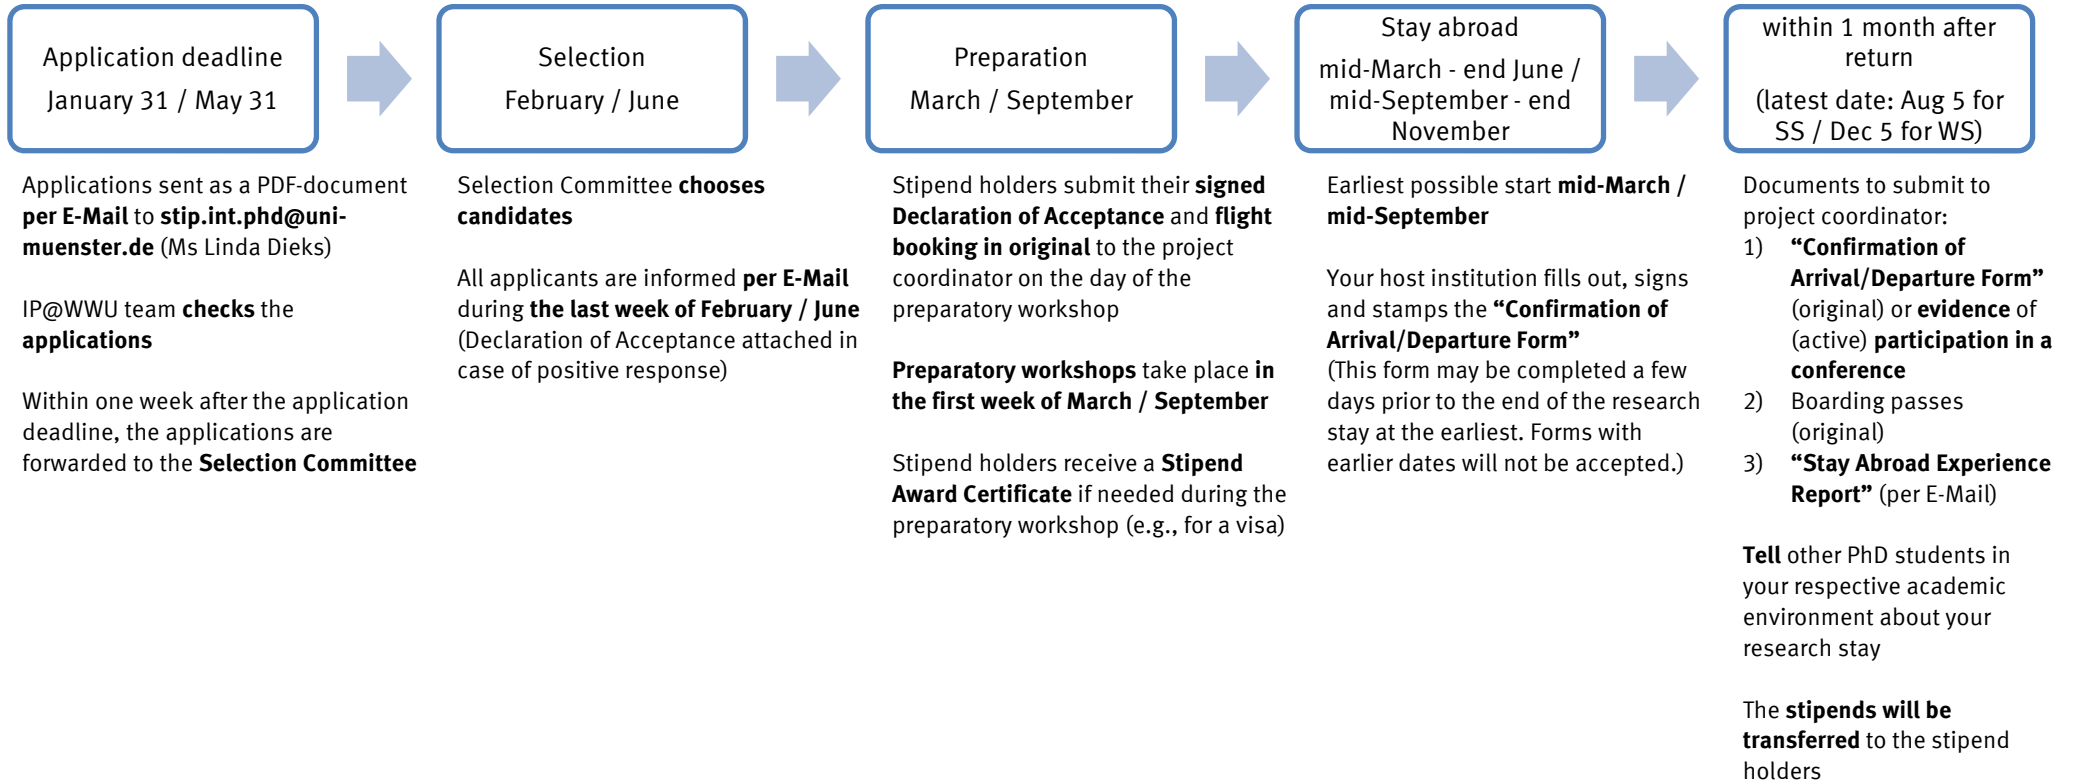 Application deadline
January 31 / May 31
Selection
February / June
Preparation
March / September
Stay abroad
mid-March - end June /
mid-September - end
November
within 1 month after
return
(latest date: Aug 5 for
SS / Dec 5 for WS)
Applications sent as a PDF-document
per E-Mail to stip.int.phd@uni-
muenster.de (Ms Linda Dieks)
IP@WWU team checks the
applications
Within one week after the application
deadline, the applications are
forwarded to the Selection Committee
Selection Committee chooses
candidates
All applicants are informed per E-Mail
during the last week of February / June
(Declaration of Acceptance attached in
case of positive response)
Stipend holders submit their signed
Declaration of Acceptance and flight
booking in original to the project
coordinator on the day of the
preparatory workshop
Preparatory workshops take place in
the first week of March / September
Stipend holders receive a Stipend
Award Certificate if needed during the
preparatory workshop (e.g., for a visa)
Earliest possible start mid-March /
mid-September
Your host institution fills out, signs
and stamps the “Confirmation of
Arrival/Departure Form”
(This form may be completed a few
days prior to the end of the research
stay at the earliest. Forms with
earlier dates will not be accepted.)
Documents to submit to
project coordinator:
1) “Confirmation of
Arrival/Departure Form”
(original) or evidence of
(active) participation in a
conference
2) Boarding passes
(original)
3) “Stay Abroad Experience
Report” (per E-Mail)
Tell other PhD students in
your respective academic
environment about your
research stay
The stipends will be
transferred to the stipend
holders